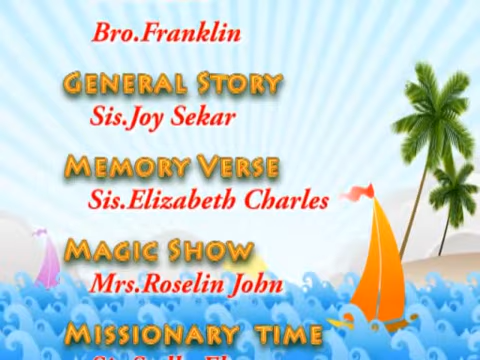 Bro.Franklin
General Story
Sis.Joy Sekar
Memory Verse
Sis.Elizabeth Charles
Magic Show
Mrs.Roselin John
Missionary Time